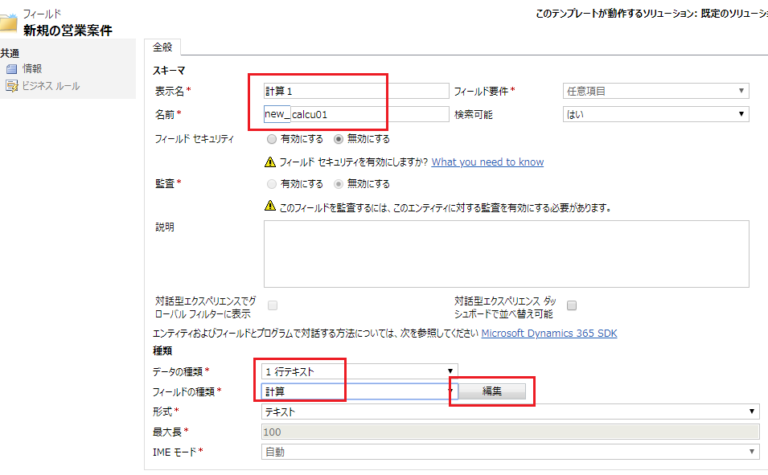 フィールド
新規の営業案件
このテンプレートが動作するソリューション: 既定のソリューシ
共通
情報
ビジネス ルール
全般
スキーマ
表示名* 計算１ フィールド要件* 任意項目
名前* new_calcu01 検索可能 はい
フィールド セキュリティ 有効にする 無効にする
フィールド セキュリティを有効にしますか? What you need to know
監査* 有効にする 無効にする
このフィールドを監査するには、このエンティティに対する監査を有効にする必要があります。
説明
対話型エクスペリエンスでグ 対話型エクスペリエンス ダッ
ローバル フィルターに表示 シュボードで並べ替え可能
エンティティおよびフィールドとプログラムで対話する方法については、次を参照してください Microsoft Dynamics 365 SDK
種類
データの種類* 1 行テキスト
フィールドの種類* 計算 編集
形式* テキスト
最大長* 100
IME モード* 自動